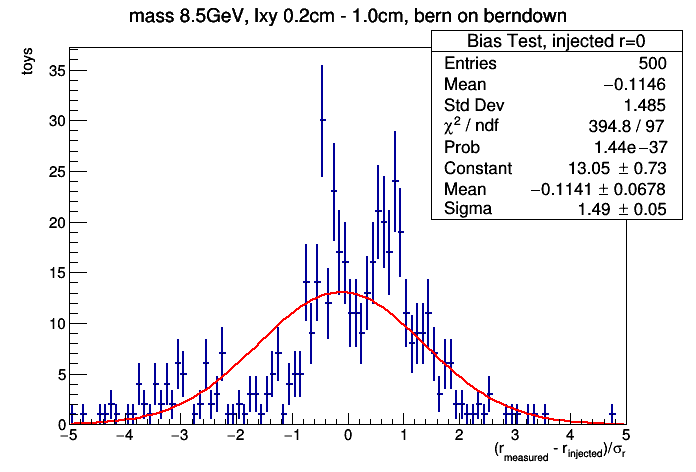 mass 8.5GeV, lxy 0.2cm - 1.0cm, bern on berndown
Bias Test, injected r=0
Entries 500
Mean −0.1146
Std Dev 1.485
χ² / ndf 394.8 / 97
Prob 1.44e−37
Constant 13.05 ± 0.73
Mean −0.1141 ± 0.0678
Sigma 1.49 ± 0.05
toys
35
30
25
20
15
10
5
0
−5 −4 −3 −2 −1 0 1 2 3 4 5
(r_measured - r_injected)/σ_r